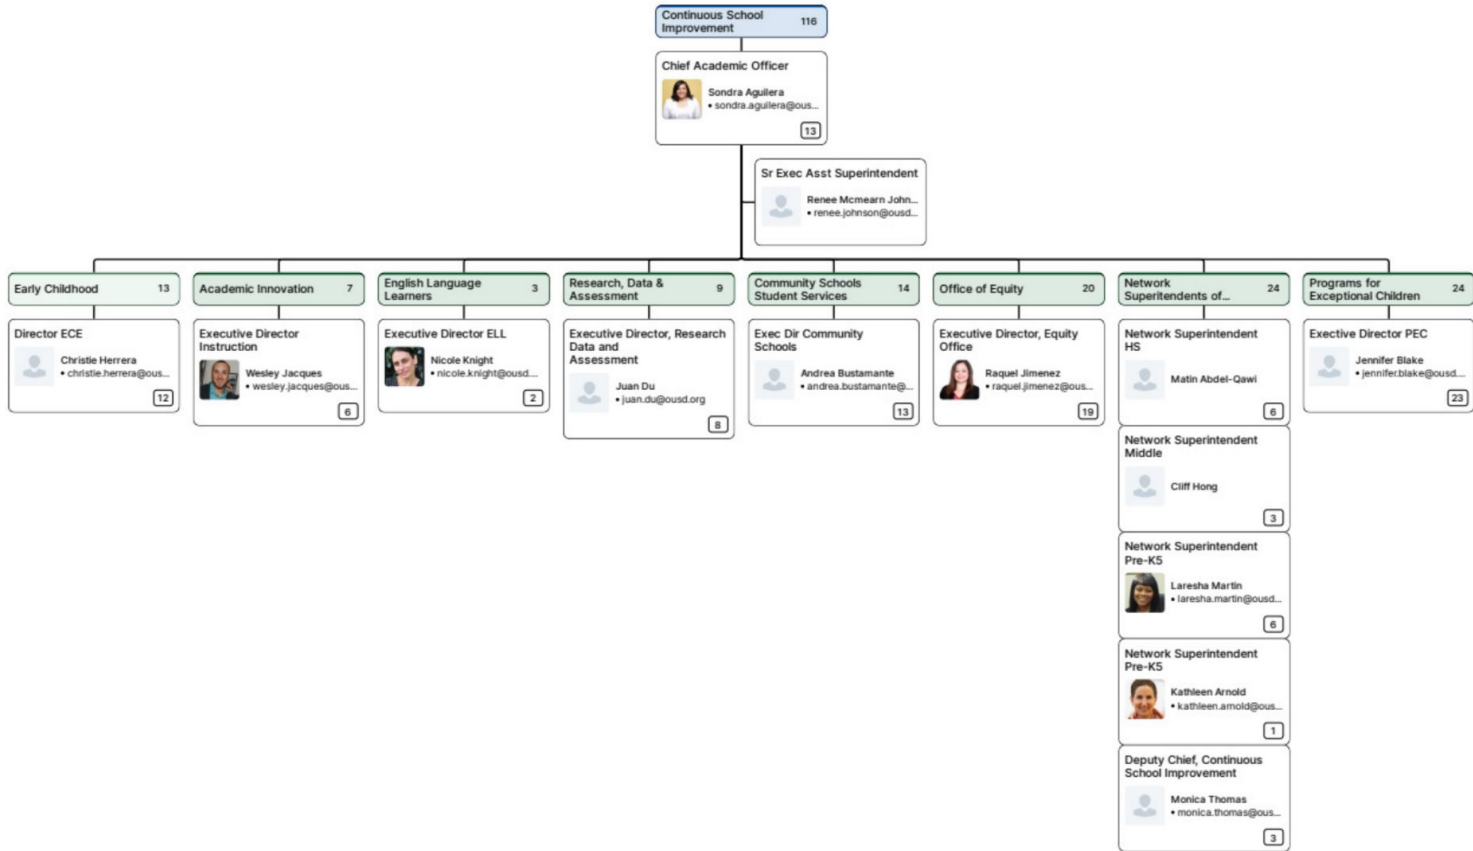 Continuous School
Improvement
116
Chief Academic Officer
Sondra Aguilera
• sondra.aguilera@ous...
13
Sr Exec Asst Superintendent
Renee Mcmearn John...
• renee.johnson@ousd...
Early Childhood 13
Director ECE
Christie Herrera
• christie.herrera@ous...
12
Academic Innovation 7
Executive Director
Instruction
Wesley Jacques
• wesley.jacques@ous...
6
English Language
Learners
3
Executive Director ELL
Nicole Knight
• nicole.knight@ousd....
2
Research, Data &
Assessment
9
Executive Director, Research
Data and
Assessment
Juan Du
• juan.du@ousd.org
8
Community Schools
Student Services
14
Exec Dir Community
Schools
Andrea Bustamante
• andrea.bustamante@...
13
Office of Equity 20
Executive Director, Equity
Office
Raquel Jimenez
• raquel.jimenez@ous...
19
Network
Superitendents of...
24
Network Superintendent
HS
Matin Abdel-Qawi
6
Network Superintendent
Middle
Cliff Hong
3
Network Superintendent
Pre-K5
Laresha Martin
• laresha.martin@ousd...
6
Network Superintendent
Pre-K5
Kathleen Arnold
• kathleen.arnold@ous...
1
Deputy Chief, Continuous
School Improvement
Monica Thomas
• monica.thomas@ous...
3
Programs for
Exceptional Children
24
Exective Director PEC
Jennifer Blake
• jennifer.blake@ousd....
23